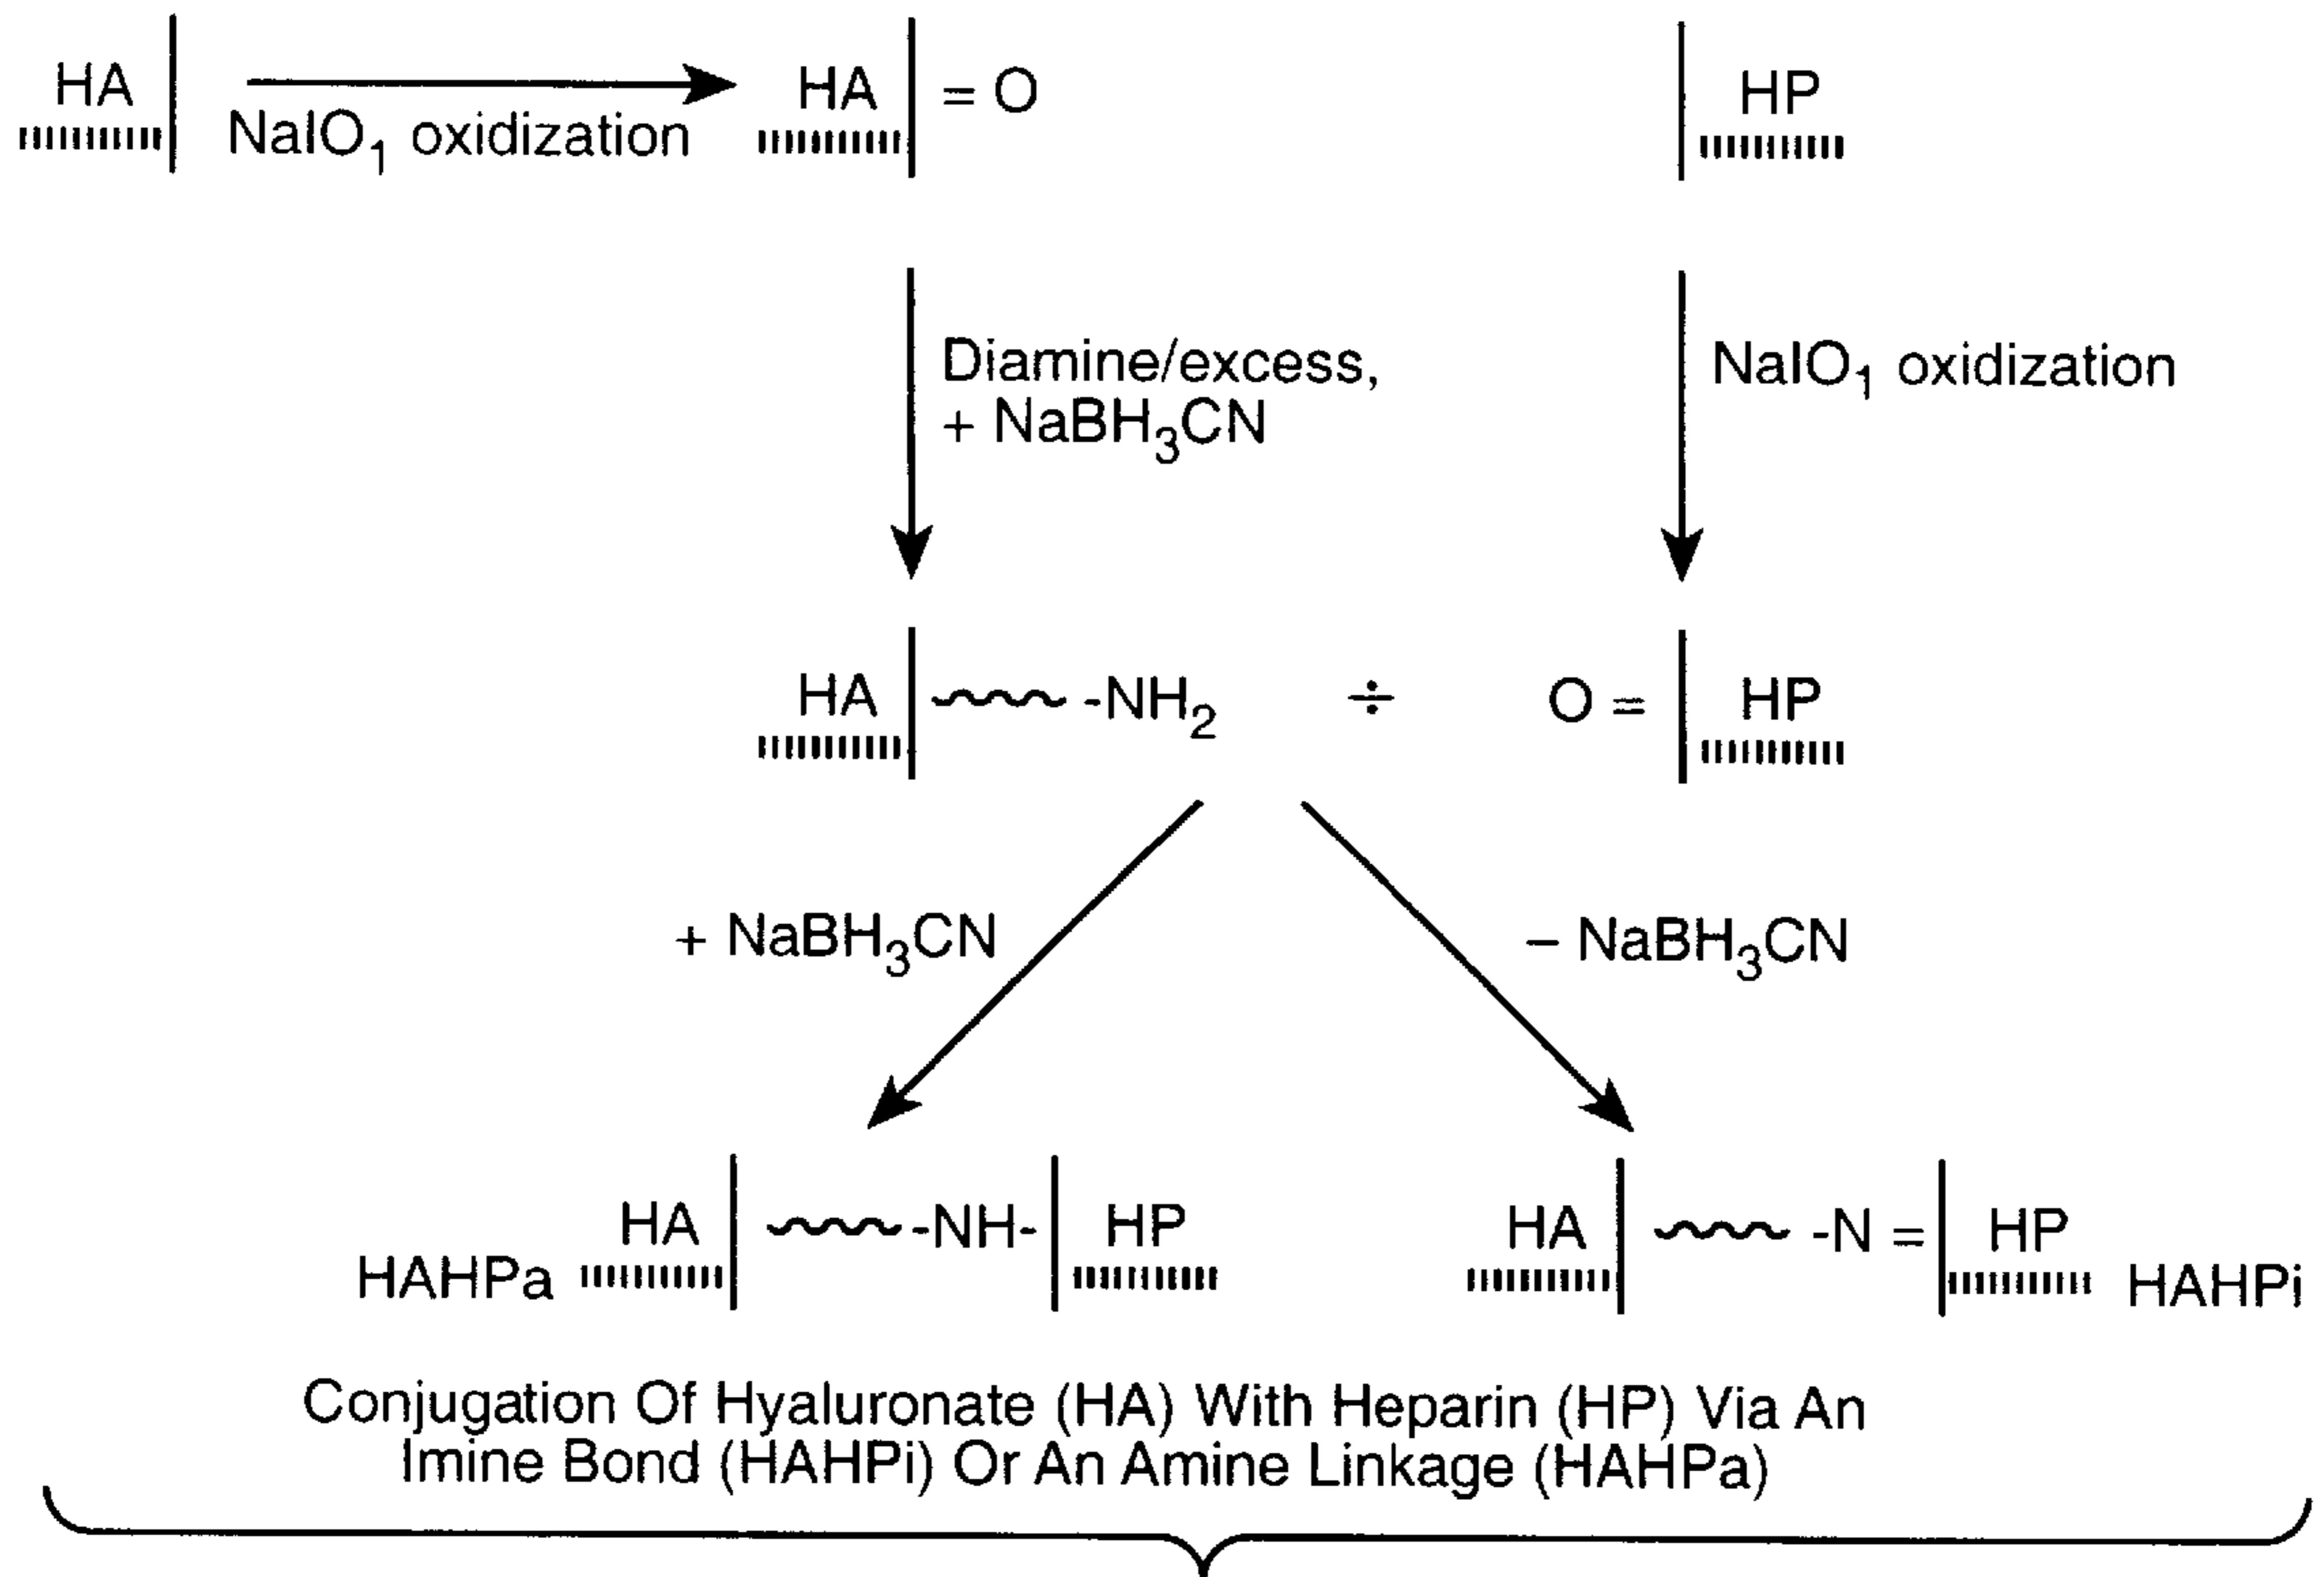 HA
NaIO₁ oxidization
HA = O
HP
Diamine/excess,
+ NaBH₃CN
NaIO₁ oxidization
HA -NH₂ ÷ O = HP
+ NaBH₃CN
– NaBH₃CN
HAHPa HA -NH- HP
HA -N = HP HAHPi
Conjugation Of Hyaluronate (HA) With Heparin (HP) Via An
Imine Bond (HAHPi) Or An Amine Linkage (HAHPa)